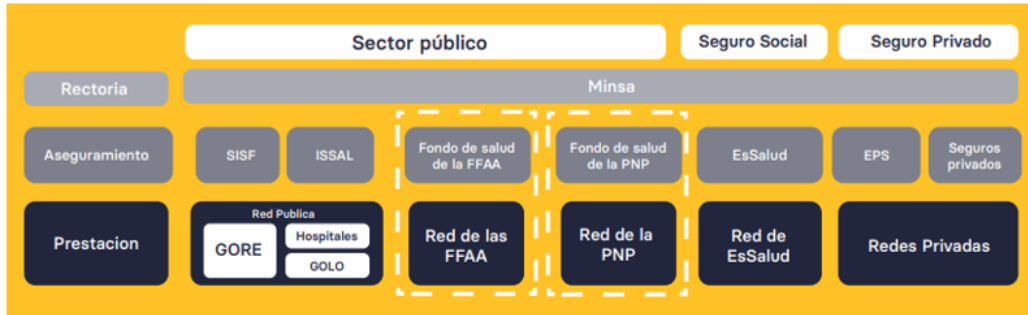 Sector público
Seguro Social
Seguro Privado
Rectoria
Minsa
Aseguramiento
SISF
ISSAL
Fondo de salud
de la FFAA
Fondo de salud
de la PNP
EsSalud
EPS
Seguros
privados
Prestacion
Red Publica
GORE
Hospitales
GOLO
Red de las
FFAA
Red de la
PNP
Red de
EsSalud
Redes Privadas